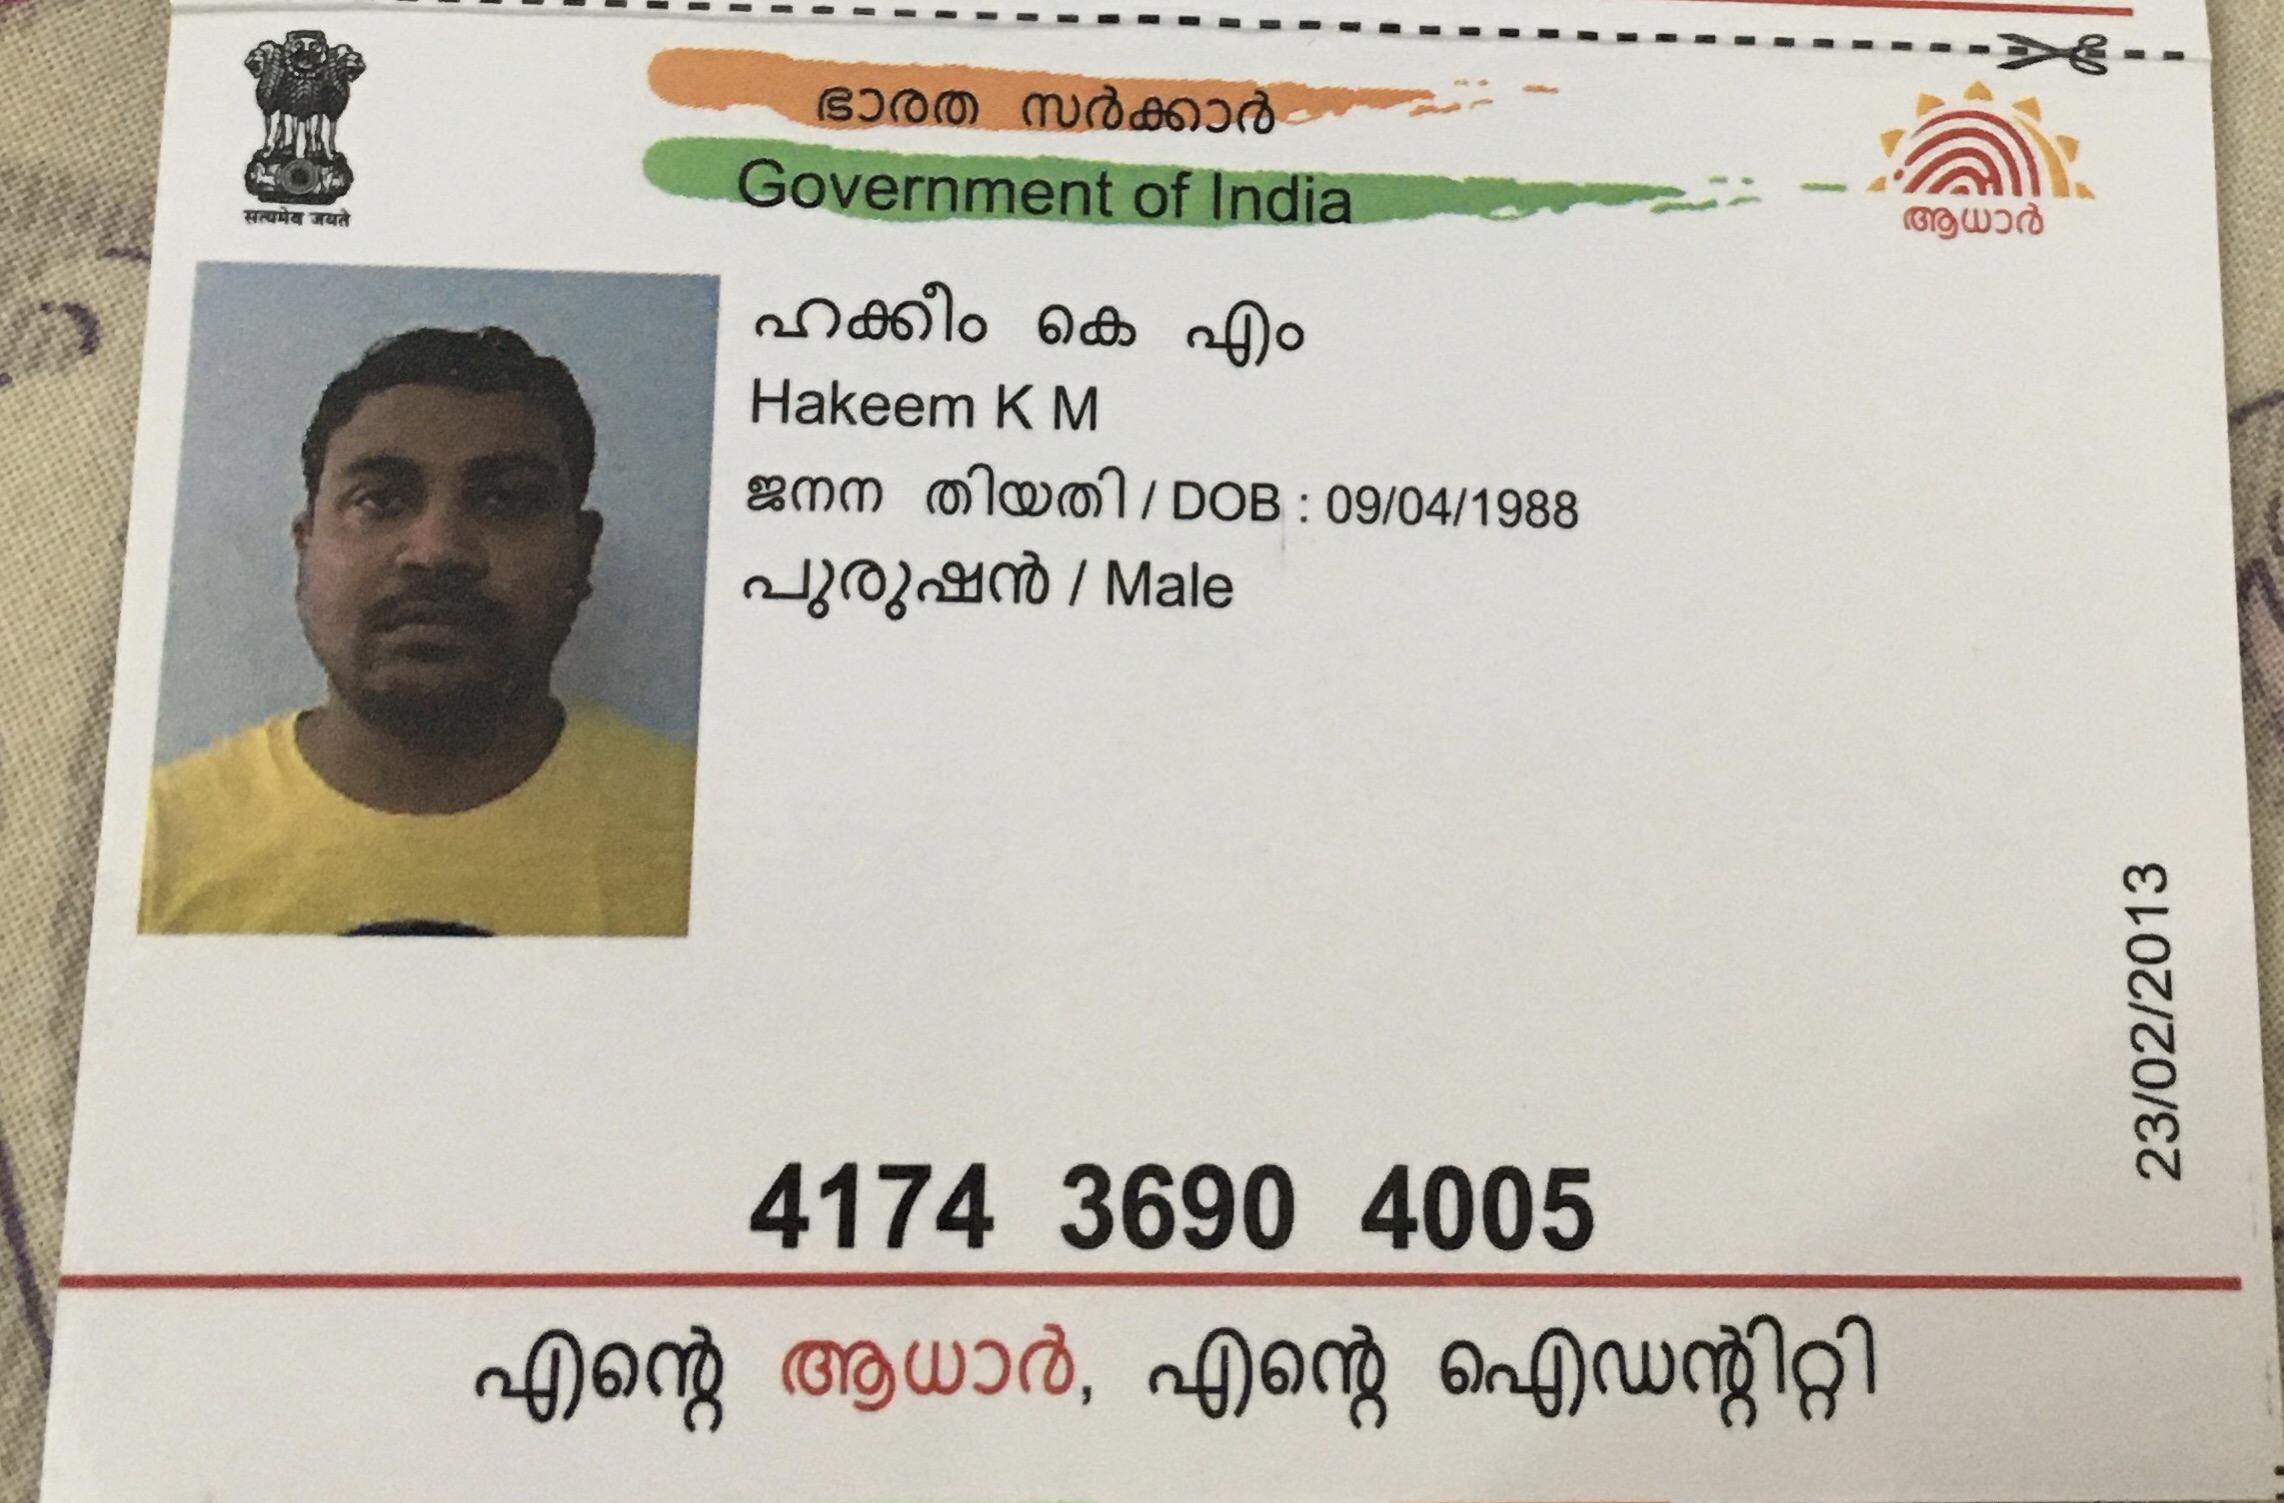 ഭാരത സർക്കാർ
Government of India
सत्यमेव जयते
ആധാർ
ഹക്കീം കെ എം
Hakeem K M
ജനന തിയതി / DOB : 09/04/1988
പുരുഷൻ / Male
23/02/2013
4174 3690 4005
എന്റെ ആധാർ, എന്റെ ഐഡന്റിറ്റി